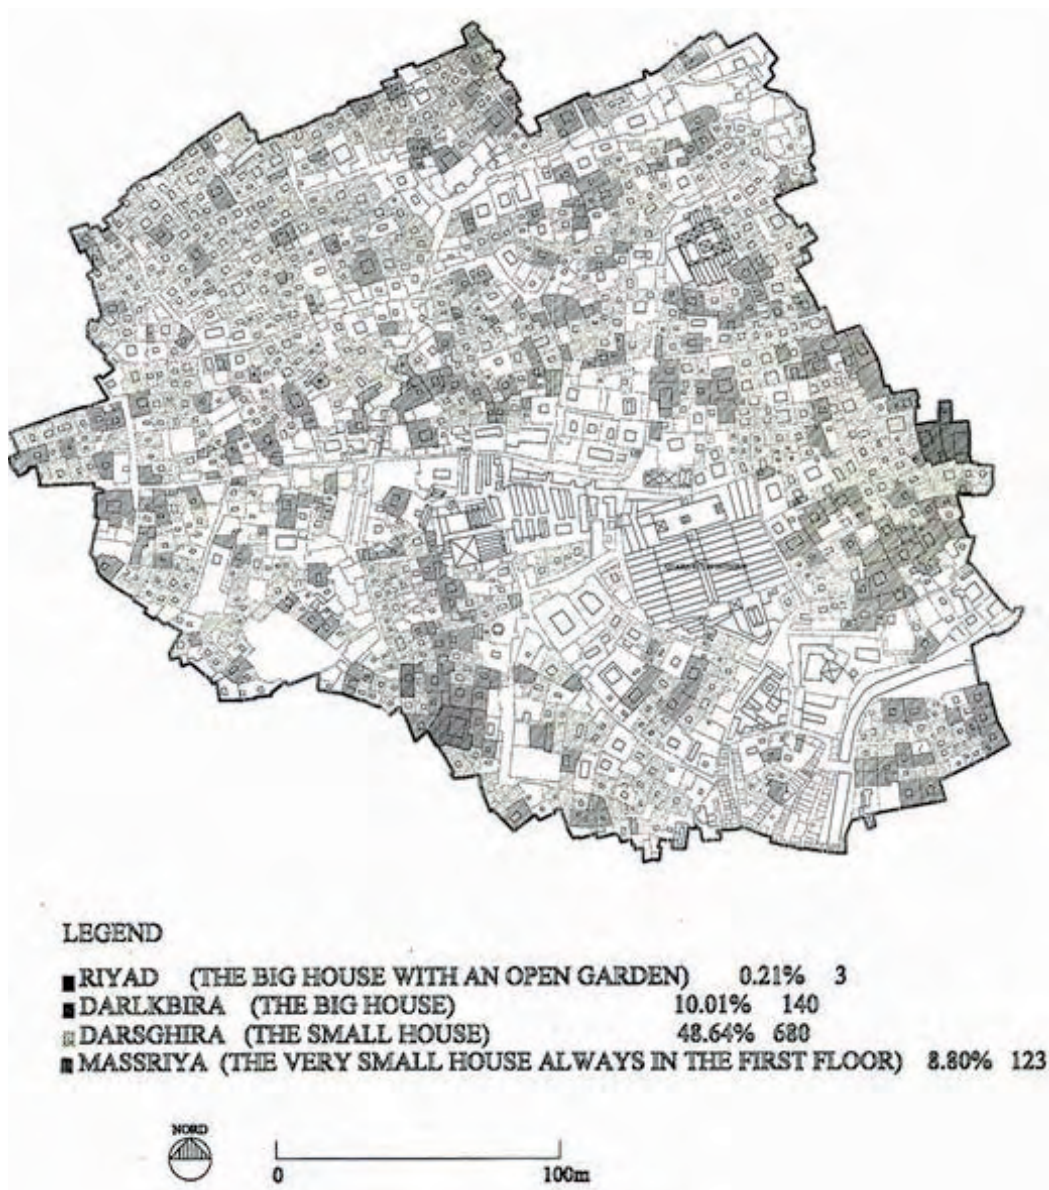 LEGEND
RIYAD (THE BIG HOUSE WITH AN OPEN GARDEN) 0.21% 3
DARLKBIRA (THE BIG HOUSE) 10.01% 140
DARSGHIRA (THE SMALL HOUSE) 48.64% 680
MASSRIYA (THE VERY SMALL HOUSE ALWAYS IN THE FIRST FLOOR) 8.80% 123
NORD
0 100m